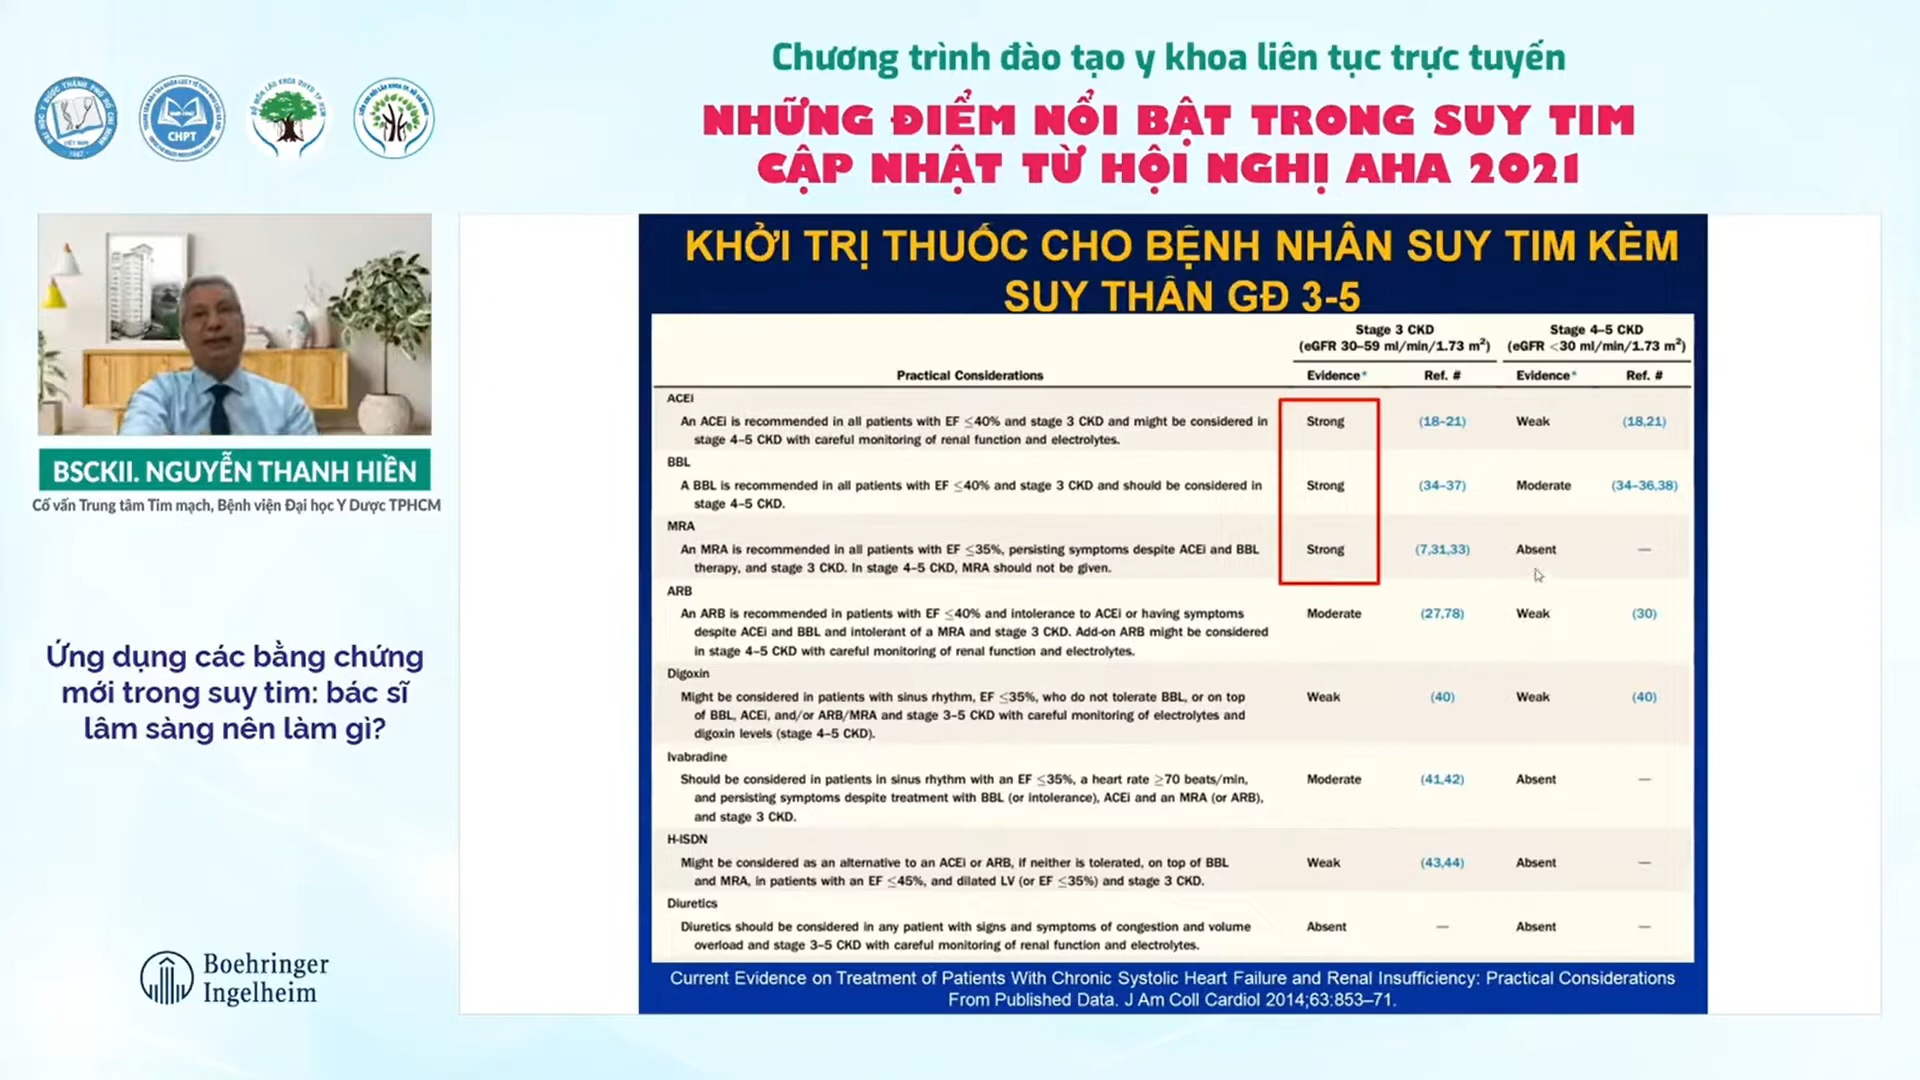 Chương trình đào tạo y khoa liên tục trực tuyến
NHỮNG ĐIỂM NỔI BẬT TRONG SUY TIM
CẬP NHẬT TỪ HỘI NGHỊ AHA 2021
CHPT
BSCKII. NGUYỄN THANH HIỀN
Cố vấn Trung tâm Tim mạch, Bệnh viện Đại học Y Dược TPHCM
Ứng dụng các bằng chứng
mới trong suy tim: bác sĩ
lâm sàng nên làm gì?
Boehringer
Ingelheim
KHỞI TRỊ THUỐC CHO BỆNH NHÂN SUY TIM KÈM
SUY THẬN GĐ 3-5
Stage 3 CKD Stage 4–5 CKD
(eGFR 30–59 ml/min/1.73 m²) (eGFR <30 ml/min/1.73 m²)
Practical Considerations Evidence* Ref. # Evidence* Ref. #
ACEi
An ACEi is recommended in all patients with EF ≤40% and stage 3 CKD and might be considered in Strong (18–21) Weak (18,21)
stage 4–5 CKD with careful monitoring of renal function and electrolytes.
BBL
A BBL is recommended in all patients with EF ≤40% and stage 3 CKD and should be considered in Strong (34–37) Moderate (34–36,38)
stage 4–5 CKD.
MRA
An MRA is recommended in all patients with EF ≤35%, persisting symptoms despite ACEi and BBL Strong (7,31,33) Absent —
therapy, and stage 3 CKD. In stage 4–5 CKD, MRA should not be given.
ARB
An ARB is recommended in patients with EF ≤40% and intolerance to ACEi or having symptoms Moderate (27,78) Weak (30)
despite ACEi and BBL and intolerant of a MRA and stage 3 CKD. Add-on ARB might be considered
in stage 4–5 CKD with careful monitoring of renal function and electrolytes.
Digoxin
Might be considered in patients with sinus rhythm, EF ≤35%, who do not tolerate BBL, or on top Weak (40) Weak (40)
of BBL, ACEi, and/or ARB/MRA and stage 3–5 CKD with careful monitoring of electrolytes and
digoxin levels (stage 4–5 CKD).
Ivabradine
Should be considered in patients in sinus rhythm with an EF ≤35%, a heart rate ≥70 beats/min, Moderate (41,42) Absent —
and persisting symptoms despite treatment with BBL (or intolerance), ACEi and an MRA (or ARB),
and stage 3 CKD.
H-ISDN
Might be considered as an alternative to an ACEi or ARB, if neither is tolerated, on top of BBL Weak (43,44) Absent —
and MRA, in patients with an EF ≤45%, and dilated LV (or EF ≤35%) and stage 3 CKD.
Diuretics
Diuretics should be considered in any patient with signs and symptoms of congestion and volume Absent — Absent —
overload and stage 3–5 CKD with careful monitoring of renal function and electrolytes.
Current Evidence on Treatment of Patients With Chronic Systolic Heart Failure and Renal Insufficiency: Practical Considerations
From Published Data. J Am Coll Cardiol 2014;63:853–71.